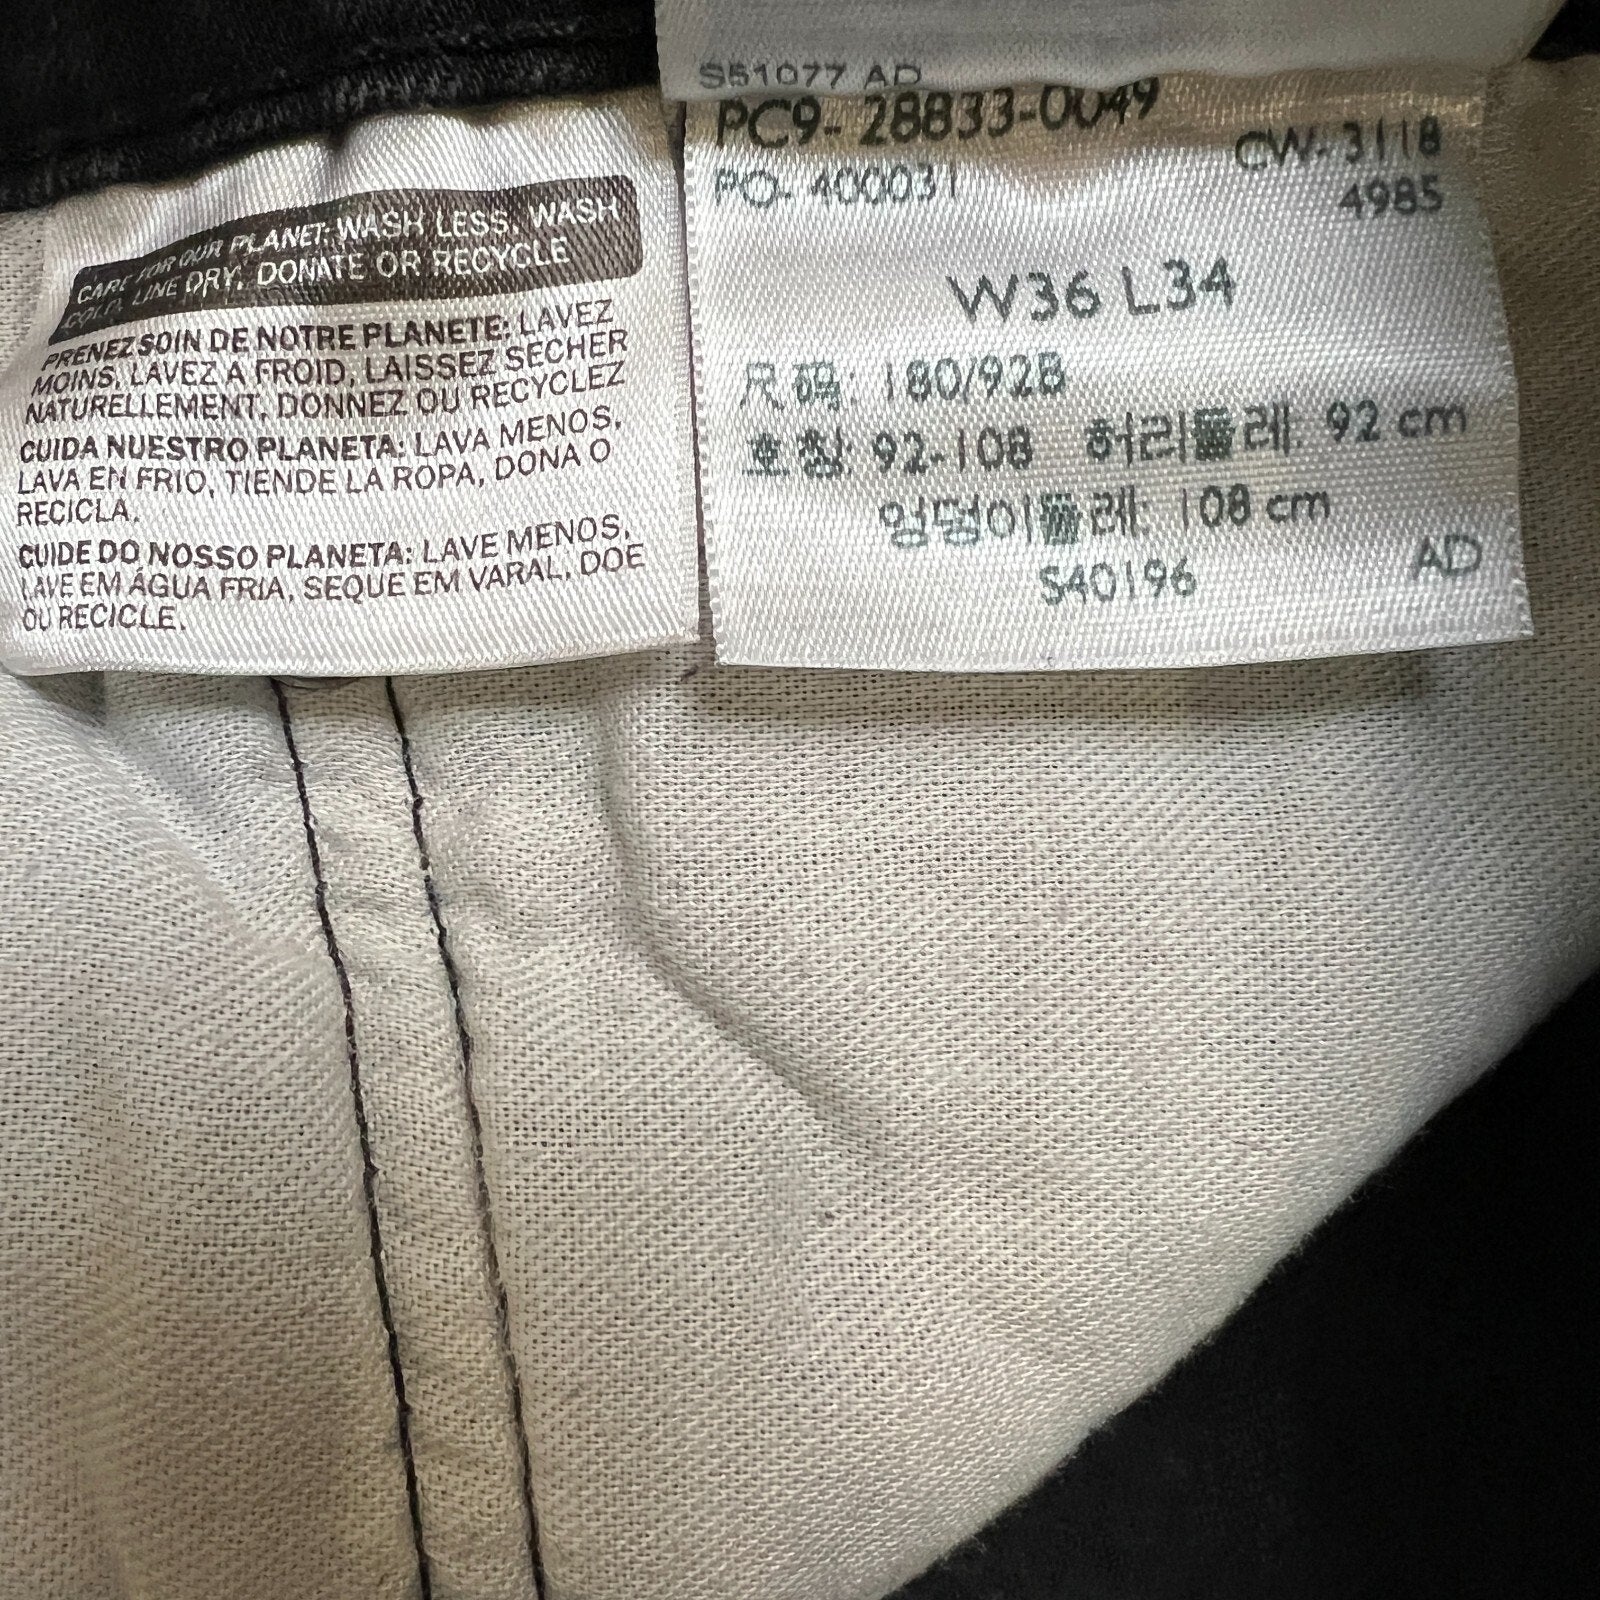 CARE FOR OUR PLANET: WASH LESS, WASH
COLD, LINE DRY, DONATE OR RECYCLE
PRENEZ SOIN DE NOTRE PLANETE: LAVEZ
MOINS, LAVEZ A FROID, LAISSEZ SECHER
NATURELLEMENT, DONNEZ OU RECYCLEZ
CUIDA NUESTRO PLANETA: LAVA MENOS,
LAVA EN FRIO, TIENDE LA ROPA, DONA O
RECICLA.
CUIDE DO NOSSO PLANETA: LAVE MENOS,
LAVE EM ÁGUA FRIA, SEQUE EM VARAL, DOE
OU RECICLE.
S51077 AD
PC9-28833-0049
PO-400031 CW-3118
4985
W36 L34
尺码: 180/92B
호칭: 92-108 허리둘레: 92 cm
엉덩이둘레: 108 cm
S40196 AD